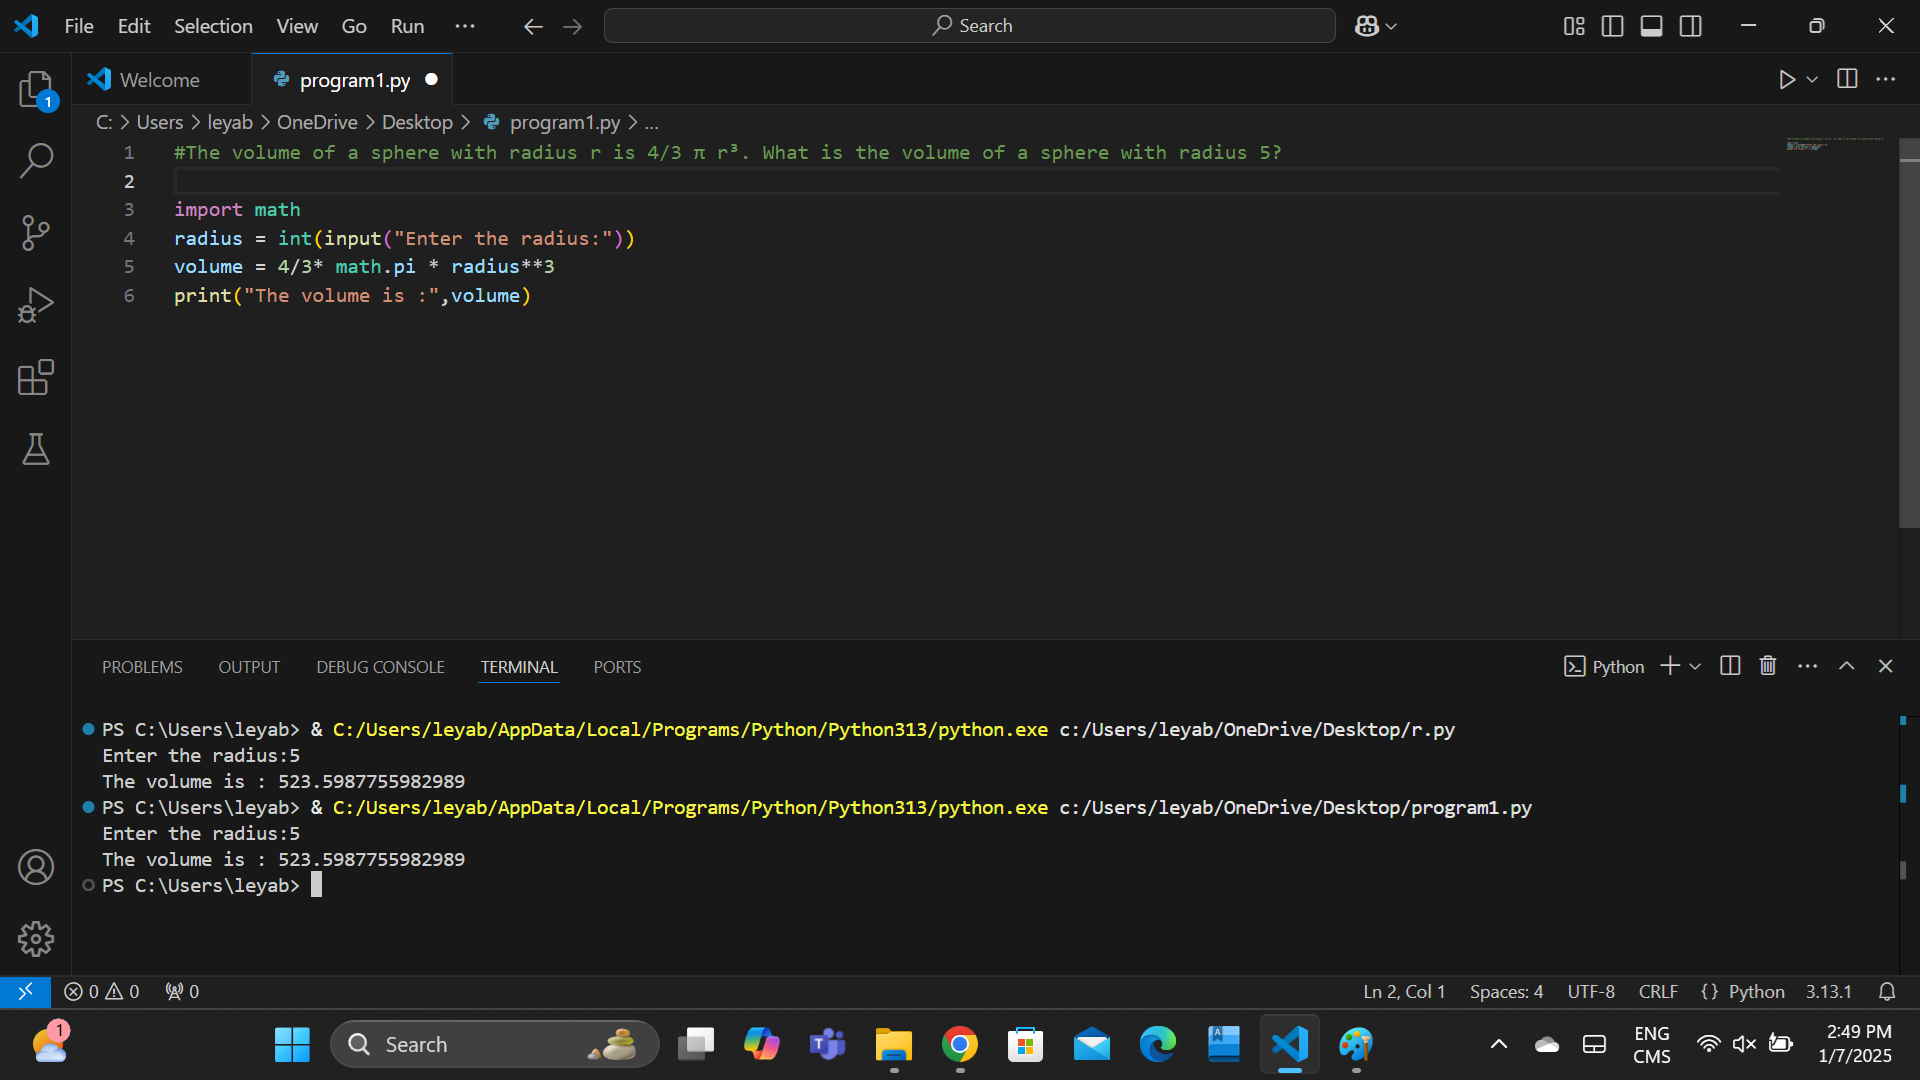 File Edit Selection View Go Run ··· Search
Welcome program1.py
C: > Users > leyab > OneDrive > Desktop > program1.py > ...
1 #The volume of a sphere with radius r is 4/3 π r³. What is the volume of a sphere with radius 5?
2
3 import math
4 radius = int(input("Enter the radius:"))
5 volume = 4/3* math.pi * radius**3
6 print("The volume is :",volume)
1
PROBLEMS OUTPUT DEBUG CONSOLE TERMINAL PORTS Python
PS C:\Users\leyab> & C:/Users/leyab/AppData/Local/Programs/Python/Python313/python.exe c:/Users/leyab/OneDrive/Desktop/r.py
Enter the radius:5
The volume is : 523.5987755982989
PS C:\Users\leyab> & C:/Users/leyab/AppData/Local/Programs/Python/Python313/python.exe c:/Users/leyab/OneDrive/Desktop/program1.py
Enter the radius:5
The volume is : 523.5987755982989
PS C:\Users\leyab>
0 0 0 Ln 2, Col 1 Spaces: 4 UTF-8 CRLF {} Python 3.13.1
1 Search ENG 2:49 PM
CMS 1/7/2025